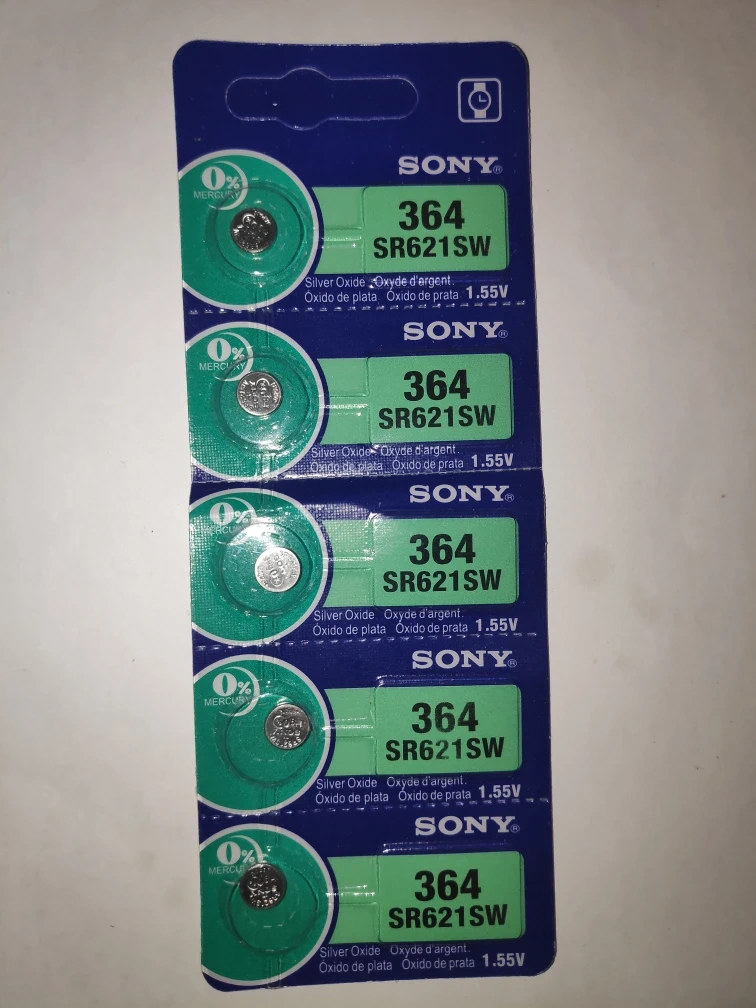 SONY®
0%
MERCURY
364
SR621SW
Silver Oxide Oxyde d'argent.
Óxido de plata Óxido de prata 1.55V
SONY®
0%
MERCURY
364
SR621SW
Silver Oxide Oxyde d'argent.
Óxido de plata Óxido de prata 1.55V
SONY®
0%
MERCURY
364
SR621SW
Silver Oxide Oxyde d'argent.
Óxido de plata Óxido de prata 1.55V
SONY®
0%
MERCURY
364
SR621SW
Silver Oxide Oxyde d'argent.
Óxido de plata Óxido de prata 1.55V
SONY®
0%
MERCURY
364
SR621SW
Silver Oxide Oxyde d'argent.
Óxido de plata Óxido de prata 1.55V